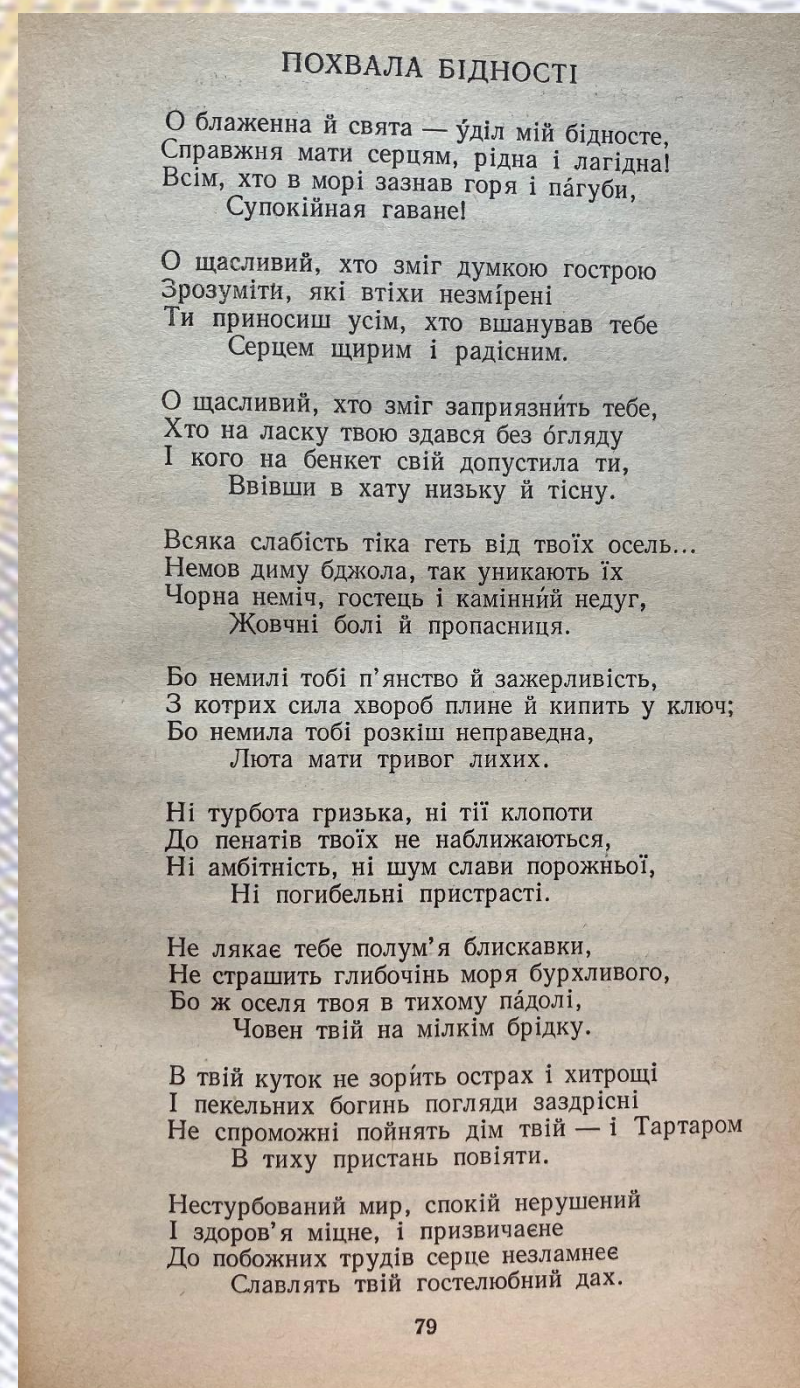 ПОХВАЛА БІДНОСТІ
О блаженна й свята — у́діл мій бідносте,
Справжня мати серцям, рідна і лагідна!
Всім, хто в морі зазнав горя і па́губи,
Супокійная гаване!
О щасливий, хто зміг думкою гострою
Зрозуміти́, які втіхи незмі́рені
Ти приносиш усім, хто вшанував тебе
Серцем щирим і радісним.
О щасливий, хто зміг заприязни́ть тебе,
Хто на ласку твою здався без о́гляду
І кого на бенкет свій допустила ти,
Ввівши в хату низьку й тісну.
Всяка слабість тіка геть від твоїх осель...
Немов диму бджола, так уникають їх
Чорна неміч, гостець і камінни́й недуг,
Жовчні болі й пропасниця.
Бо немилі тобі п’янство й зажерливість,
З котрих сила хвороб плине й кипить у ключ;
Бо немила тобі розкіш неправедна,
Люта мати тривог лихих.
Ні турбота гризька, ні тії клопоти
До пенатів твоїх не наближаються,
Ні амбітність, ні шум слави порожньої,
Ні погибельні пристрасті.
Не лякає тебе полум’я блискавки,
Не страшить глибочінь моря бурхливого,
Бо ж оселя твоя в тихому па́долі,
Човен твій на мілкім брідку.
В твій куток не зори́ть острах і хитрощі
І пекельних богинь погляди заздрісні
Не спроможні пойнять дім твій — і Тартаром
В тиху пристань повіяти.
Нестурбований мир, спокій нерушений
І здоров’я міцне, і призвичаєне
До побожних трудів серце незламнеє
Славлять твій гостелюбний дах.
79